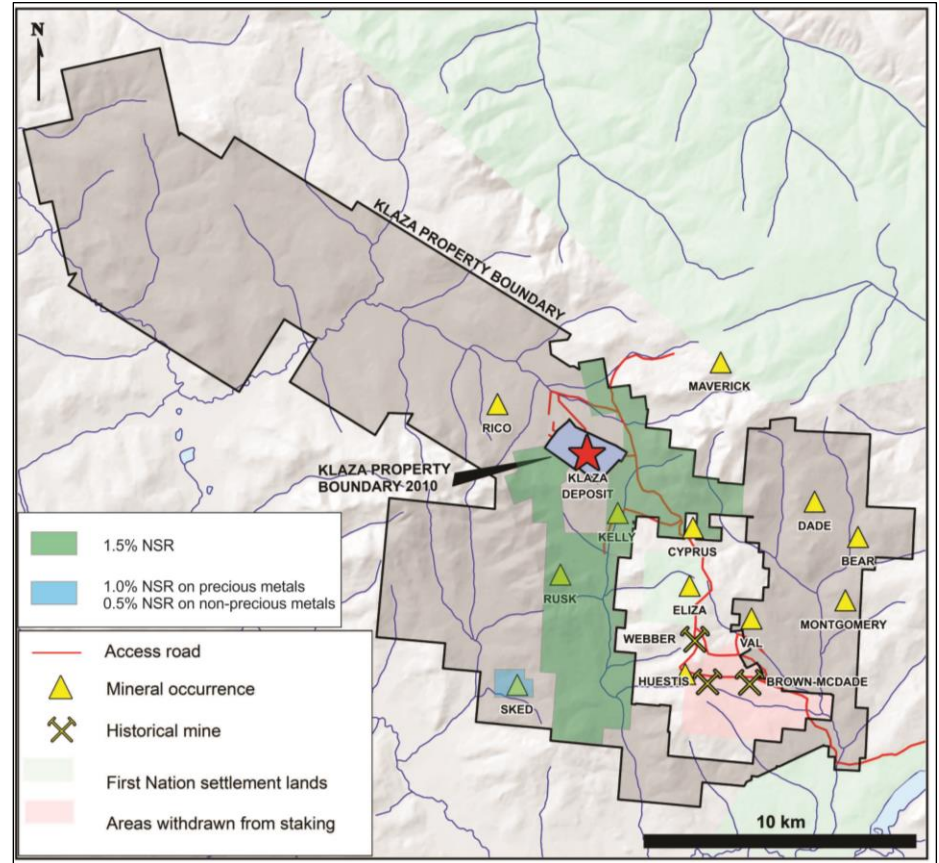 N
KLAZA PROPERTY BOUNDARY
MAVERICK
RICO
KLAZA PROPERTY
BOUNDARY 2010
KLAZA
DEPOSIT
KELLY
CYPRUS
DADE
BEAR
RUSK
ELIZA
MONTGOMERY
WEBBER
VAL
HUESTIS
BROWN-MCDADE
SKED
1.5% NSR
1.0% NSR on precious metals
0.5% NSR on non-precious metals
Access road
Mineral occurrence
Historical mine
First Nation settlement lands
Areas withdrawn from staking
10 km